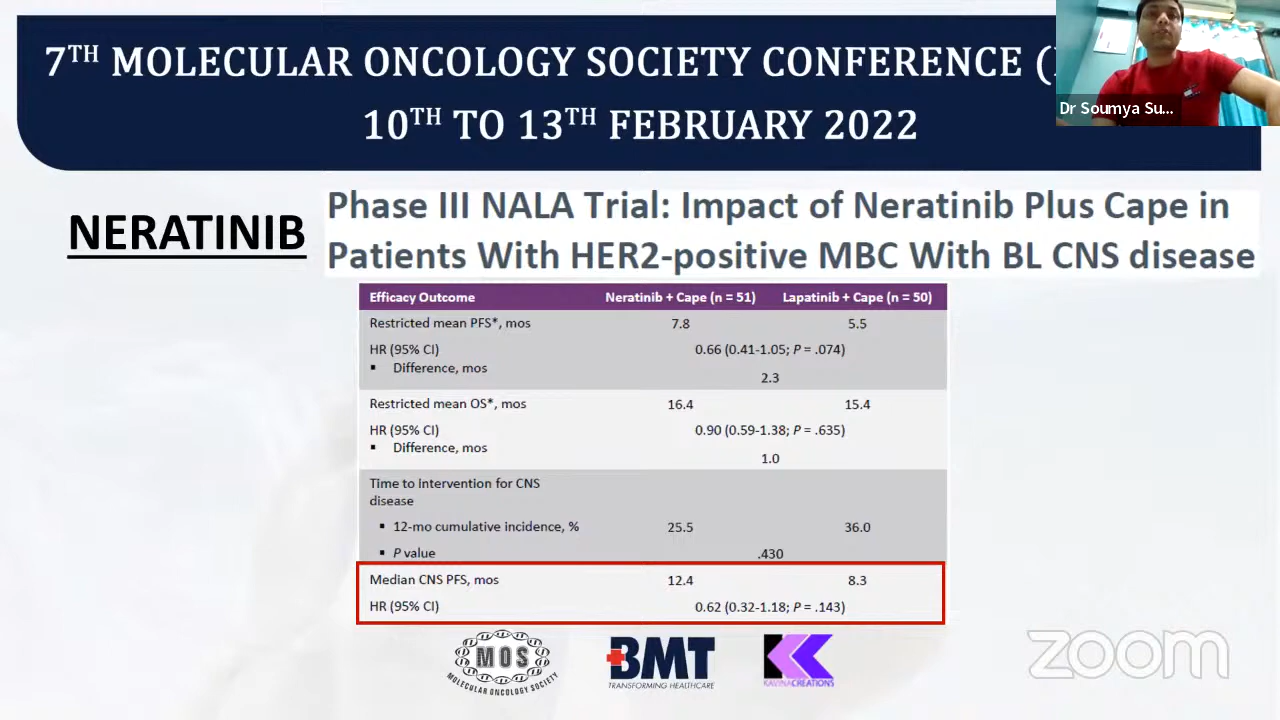 7TH MOLECULAR ONCOLOGY SOCIETY CONFERENCE (
10TH TO 13TH FEBRUARY 2022
Dr Soumya Su...
NERATINIB
Phase III NALA Trial: Impact of Neratinib Plus Cape in
Patients With HER2-positive MBC With BL CNS disease
Efficacy Outcome Neratinib + Cape (n = 51) Lapatinib + Cape (n = 50)
Restricted mean PFS*, mos 7.8 5.5
HR (95% CI) 0.66 (0.41-1.05; P = .074)
▪ Difference, mos 2.3
Restricted mean OS*, mos 16.4 15.4
HR (95% CI) 0.90 (0.59-1.38; P = .635)
▪ Difference, mos 1.0
Time to intervention for CNS
disease
▪ 12-mo cumulative incidence, % 25.5 36.0
▪ P value .430
Median CNS PFS, mos 12.4 8.3
HR (95% CI) 0.62 (0.32-1.18; P = .143)
MOS
MOLECULAR ONCOLOGY SOCIETY
BMT
TRANSFORMING HEALTHCARE
KAVINACREATIONS
zoom